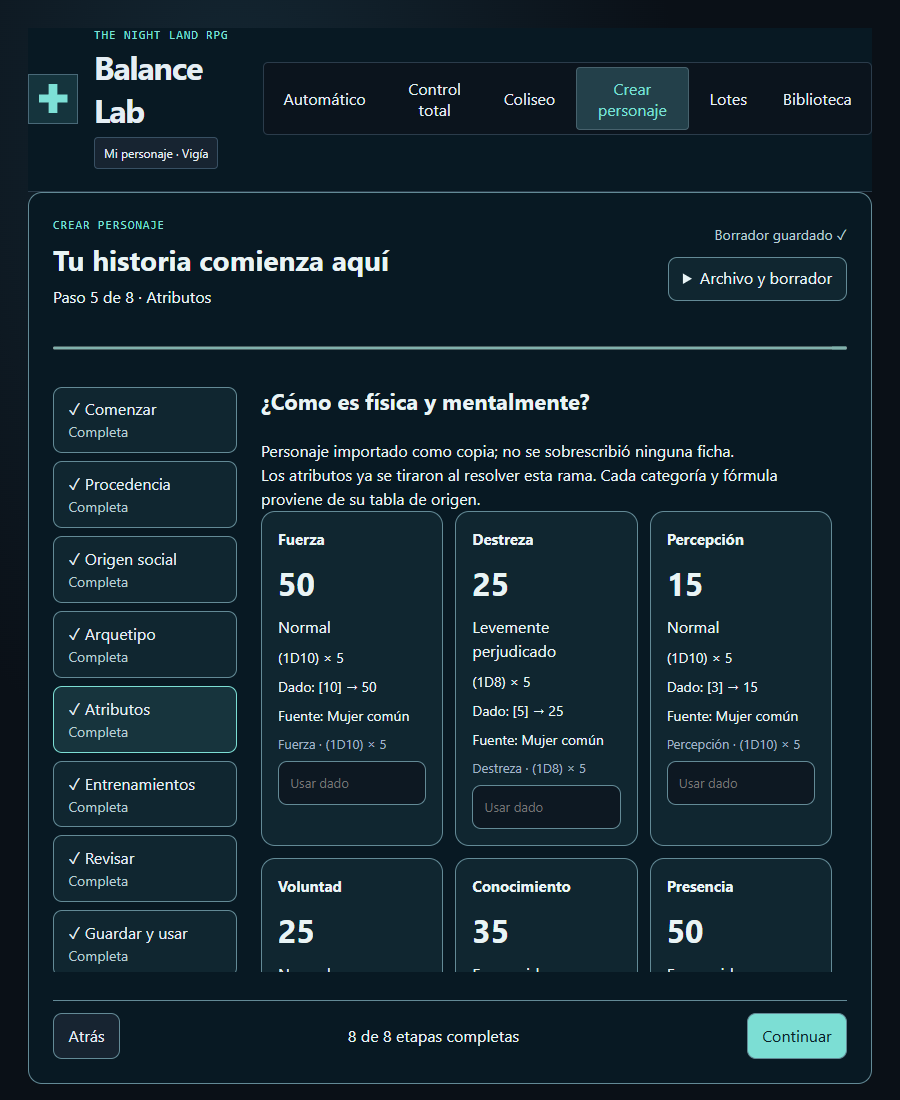 THE NIGHT LAND RPG
Balance
Lab
Mi personaje · Vigía
Automático
Control
total
Coliseo
Crear
personaje
Lotes
Biblioteca
CREAR PERSONAJE
Tu historia comienza aquí
Paso 5 de 8 · Atributos
Borrador guardado ✓
▶ Archivo y borrador
✓ Comenzar
Completa
✓ Procedencia
Completa
✓ Origen social
Completa
✓ Arquetipo
Completa
✓ Atributos
Completa
✓ Entrenamientos
Completa
✓ Revisar
Completa
✓ Guardar y usar
Completa
¿Cómo es física y mentalmente?
Personaje importado como copia; no se sobrescribió ninguna ficha.
Los atributos ya se tiraron al resolver esta rama. Cada categoría y fórmula
proviene de su tabla de origen.
Fuerza
50
Normal
(1D10) × 5
Dado: [10] → 50
Fuente: Mujer común
Fuerza · (1D10) × 5
Usar dado
Destreza
25
Levemente
perjudicado
(1D8) × 5
Dado: [5] → 25
Fuente: Mujer común
Destreza · (1D8) × 5
Usar dado
Percepción
15
Normal
(1D10) × 5
Dado: [3] → 15
Fuente: Mujer común
Percepción · (1D10) × 5
Usar dado
Voluntad
25
Conocimiento
35
Presencia
50
Atrás
8 de 8 etapas completas
Continuar